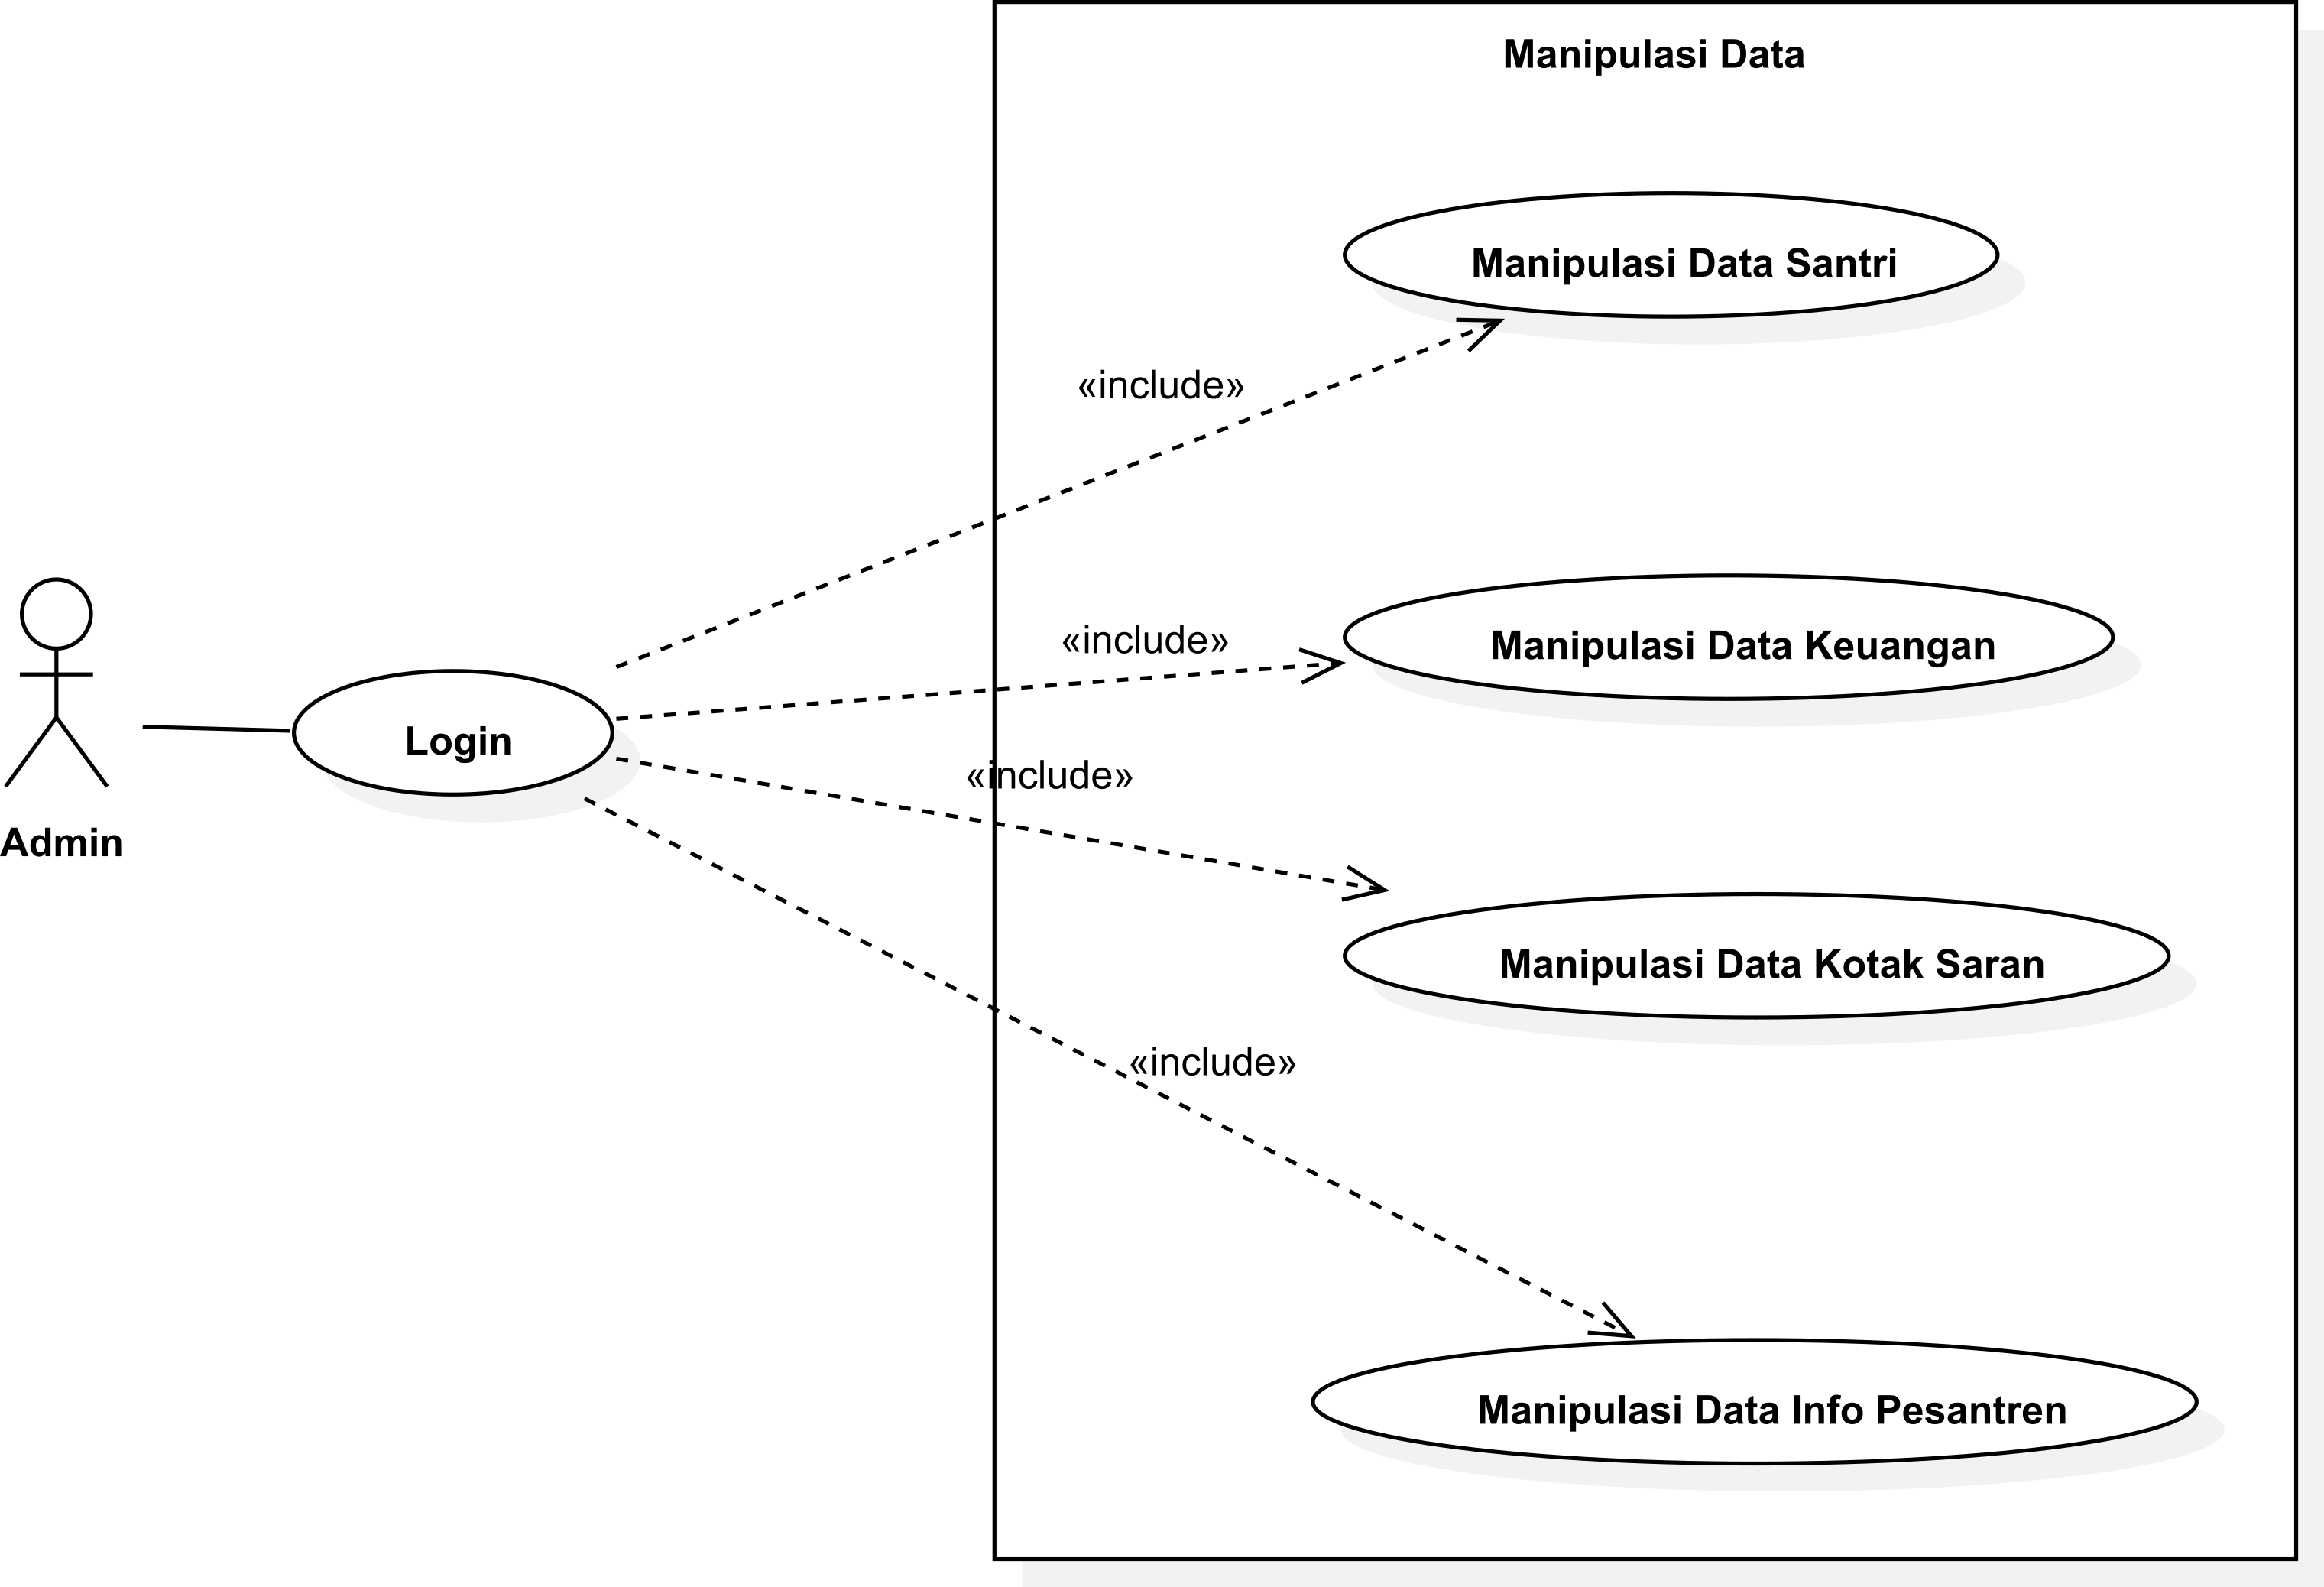 Manipulasi Data
Manipulasi Data Santri
«include»
«include»
Manipulasi Data Keuangan
Login
«include»
Admin
Manipulasi Data Kotak Saran
«include»
Manipulasi Data Info Pesantren